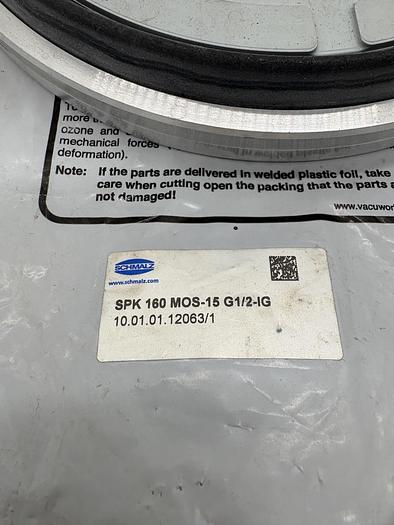 more
ozone and
mechanical forces
deformation).
Note: If the parts are delivered in welded plastic foil, take
care when cutting open the packing that the parts a
not damaged!
www.vacuwor
SCHMALZ
www.schmalz.com
SPK 160 MOS-15 G1/2-IG
10.01.01.12063/1